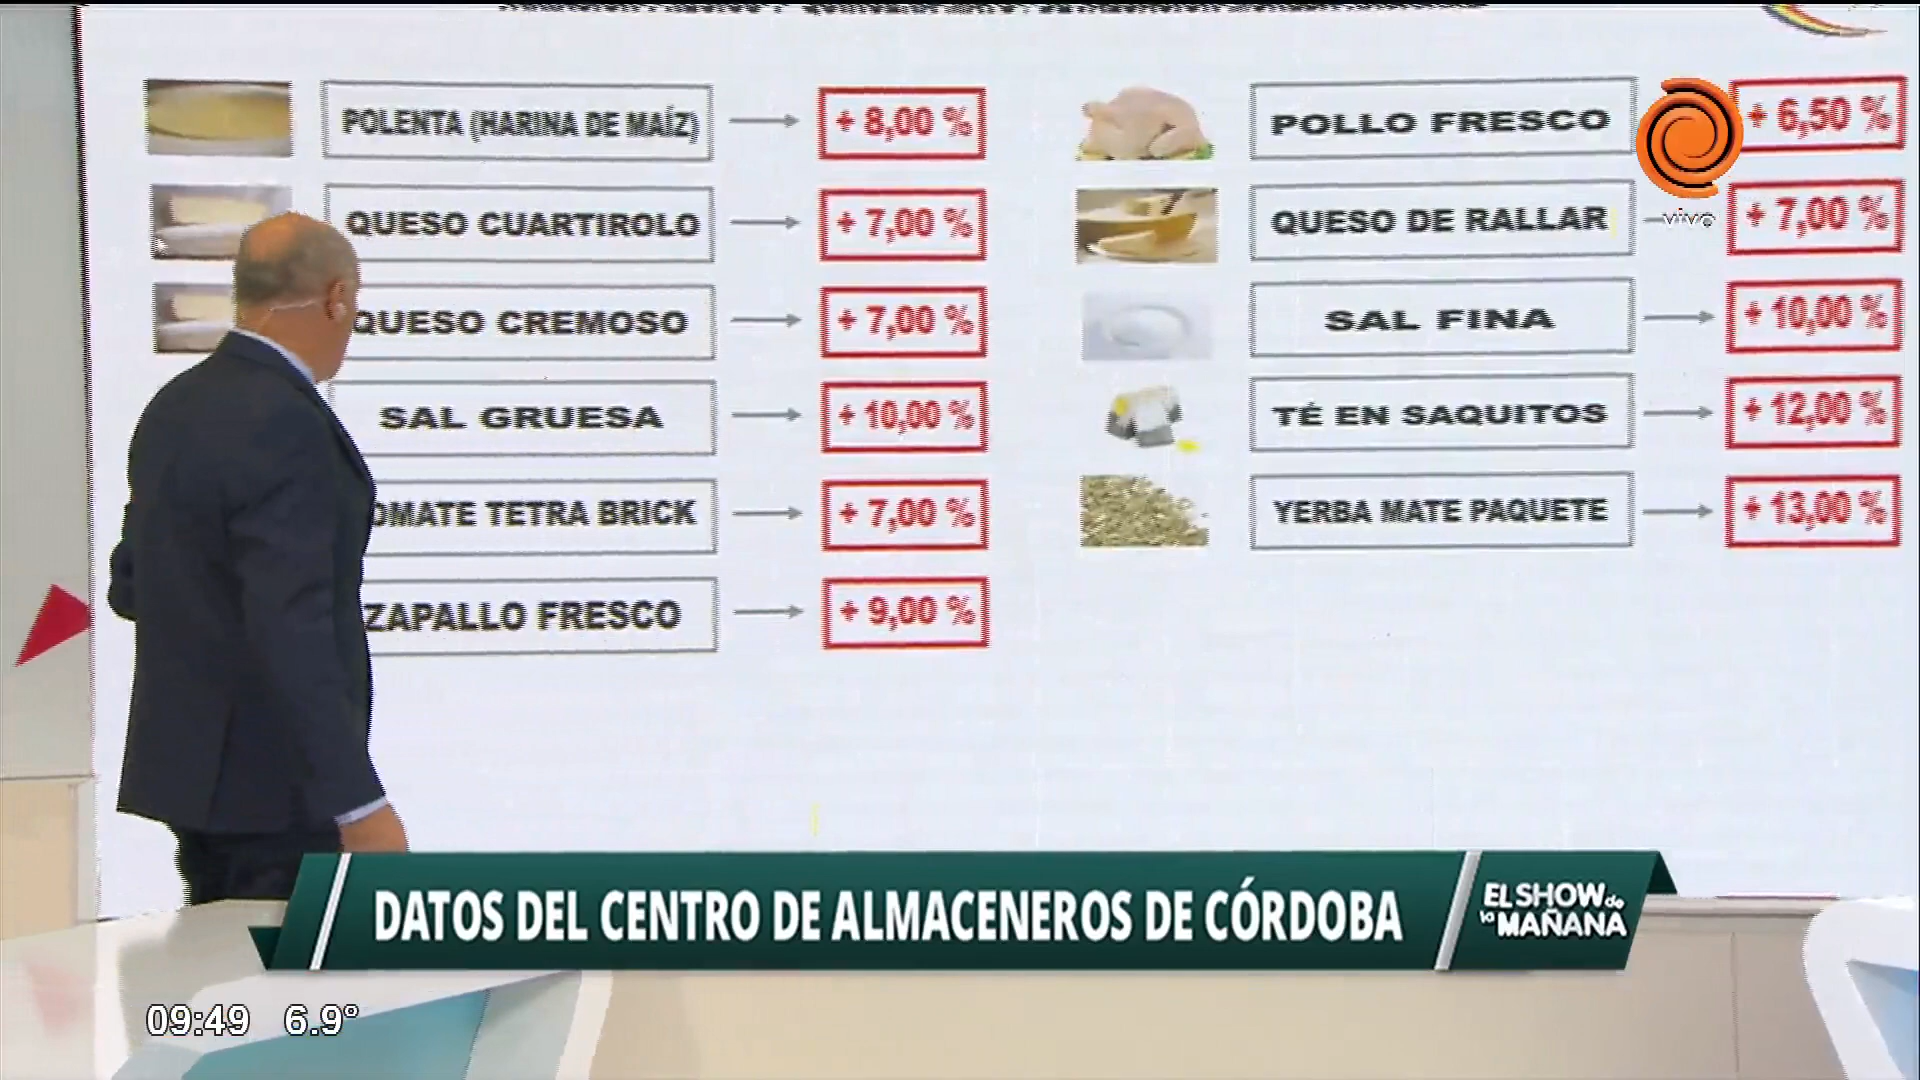 POLENTA (HARINA DE MAÍZ) + 8,00 %
QUESO CUARTIROLO + 7,00 %
QUESO CREMOSO + 7,00 %
SAL GRUESA + 10,00 %
OMATE TETRA BRICK + 7,00 %
ZAPALLO FRESCO + 9,00 %
POLLO FRESCO + 6,50 %
QUESO DE RALLAR + 7,00 %
SAL FINA + 10,00 %
TÉ EN SAQUITOS + 12,00 %
YERBA MATE PAQUETE + 13,00 %
vivo
DATOS DEL CENTRO DE ALMACENEROS DE CÓRDOBA
EL SHOW de
la MAÑANA
09:49 6.9°